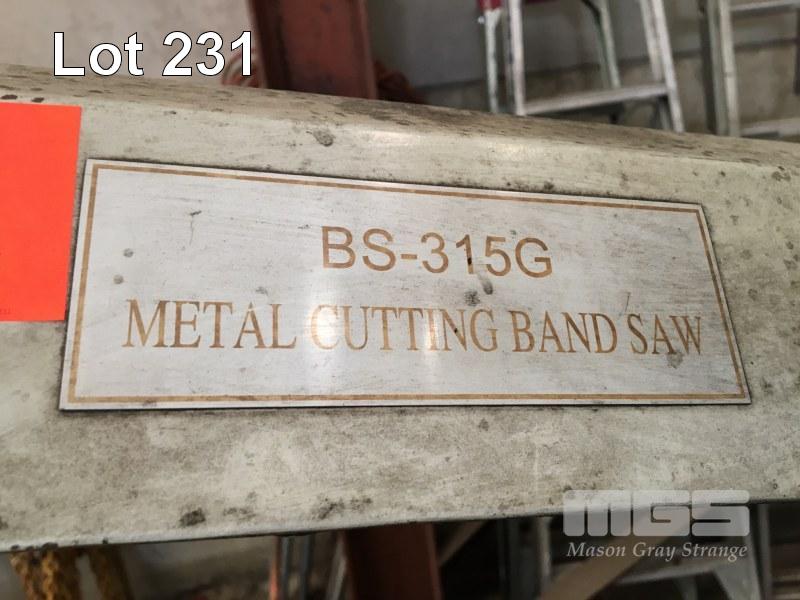 Lot 231
BS-315G
METAL CUTTING BAND SAW
MGS
Mason Gray Strange